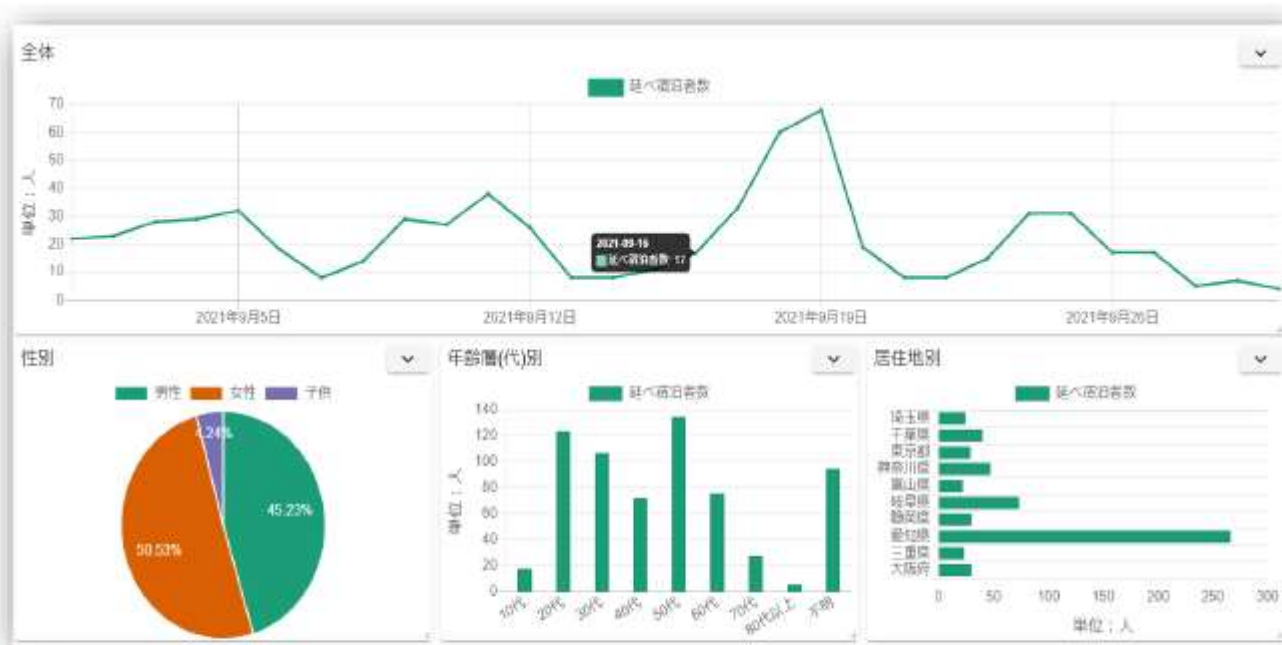 全体
延べ宿泊者数
70
60
50
40
30
20
10
0
単位：人
2021-09-16
延べ宿泊者数 17
2021年9月5日
2021年9月12日
2021年9月19日
2021年9月26日
性別
男性 女性 子供
4.24%
45.23%
50.53%
年齢層(代)別
延べ宿泊者数
140
120
100
80
60
40
20
0
単位：人
10代 20代 30代 40代 50代 60代 70代 80代以上 不明
居住地別
延べ宿泊者数
埼玉県
千葉県
東京都
神奈川県
富山県
岐阜県
静岡県
愛知県
三重県
大阪府
0 50 100 150 200 250 300
単位：人